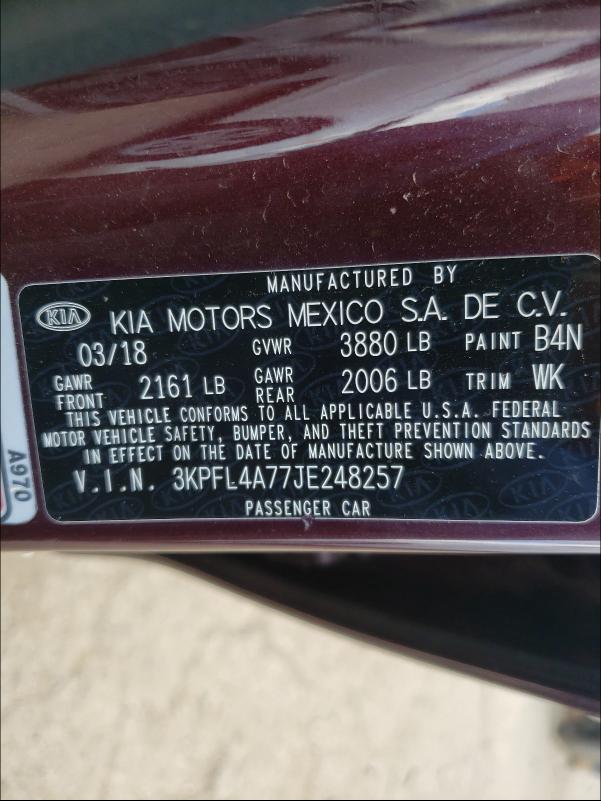 MANUFACTURED BY
KIA KIA MOTORS MEXICO S.A. DE C.V.
03/18 GVWR 3880 LB PAINT B4N
GAWR FRONT 2161 LB GAWR REAR 2006 LB TRIM WK
THIS VEHICLE CONFORMS TO ALL APPLICABLE U.S.A. FEDERAL
MOTOR VEHICLE SAFETY, BUMPER, AND THEFT PREVENTION STANDARDS
IN EFFECT ON THE DATE OF MANUFACTURE SHOWN ABOVE.
V.I.N. 3KPFL4A77JE248257
PASSENGER CAR
A970